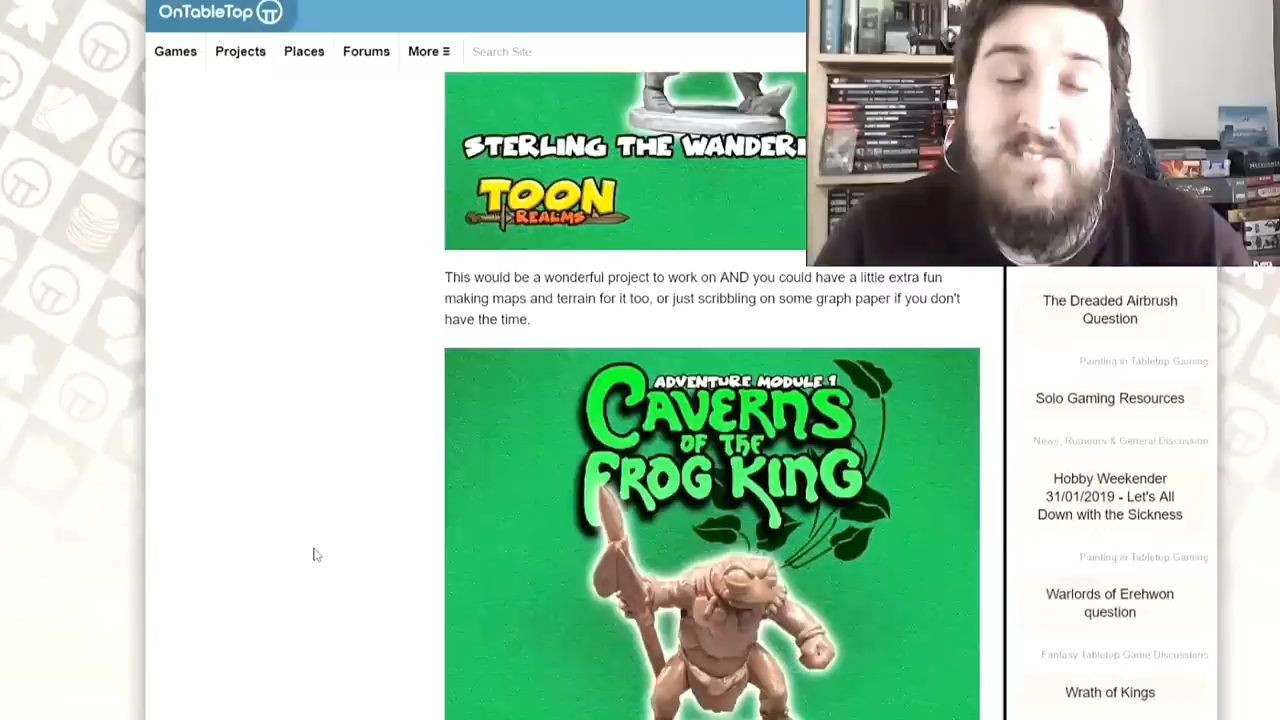 OnTableTop TT
Games Projects Places Forums More ≡ Search Site
STERLING THE WANDERI
TOON
REALMS
This would be a wonderful project to work on AND you could have a little extra fun
making maps and terrain for it too, or just scribbling on some graph paper if you don't
have the time.
ADVENTURE MODULE 1
CAVERNS
OF THE
FROG KING
The Dreaded Airbrush
Question
Painting in Tabletop Gaming
Solo Gaming Resources
News, Rumours & General Discussion
Hobby Weekender
31/01/2019 - Let's All
Down with the Sickness
Painting in Tabletop Gaming
Warlords of Erehwon
question
Fantasy Tabletop Game Discussions
Wrath of Kings